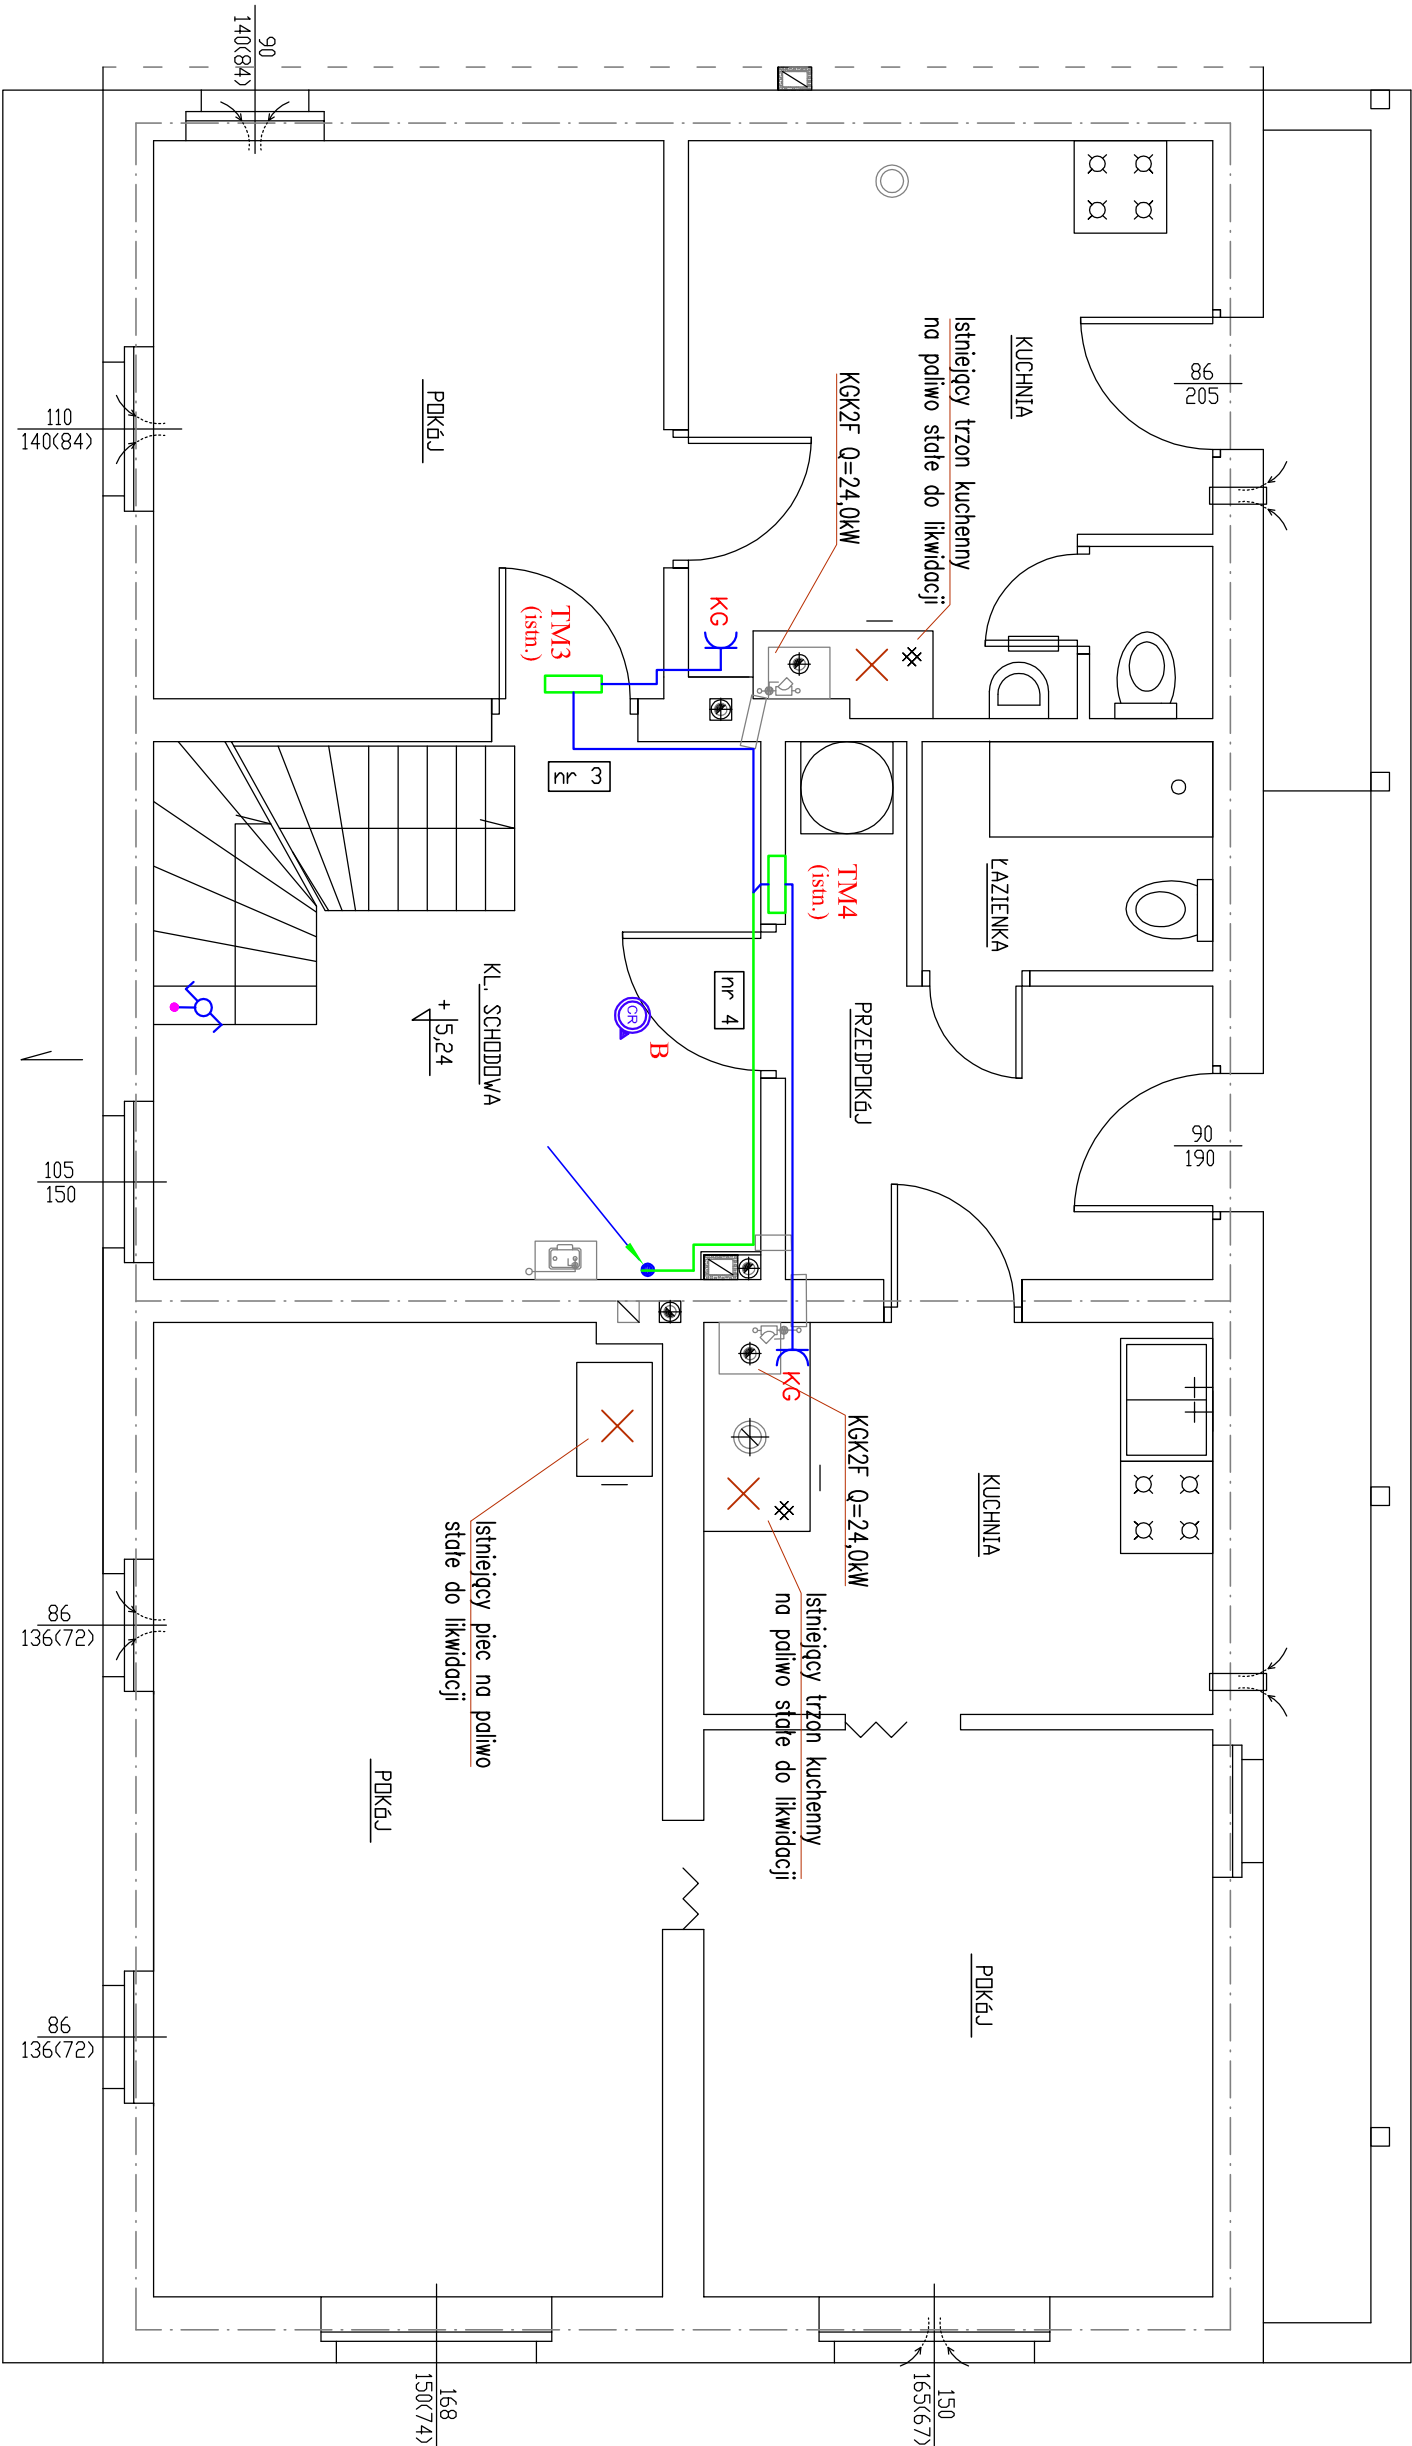 90
140(84)
KUCHNIA
Istniejący trzon kuchenny
na paliwo stałe do likwidacji
KGK2F Q=24,0kW
POKÓJ
86
205
110
140(84)
KG
TM3
(istn.)
nr 3
TM4
(istn.)
ŁAZIENKA
nr 4
PRZEDPOKÓJ
KL. SCHODOWA
+ 5,24
CR
B
90
190
105
150
KG
KGK2F Q=24,0kW
KUCHNIA
Istniejący trzon kuchenny
na paliwo stałe do likwidacji
Istniejący piec na paliwo
stałe do likwidacji
86
136(72)
POKÓJ
POKÓJ
86
136(72)
168
150(74)
150
165(67)